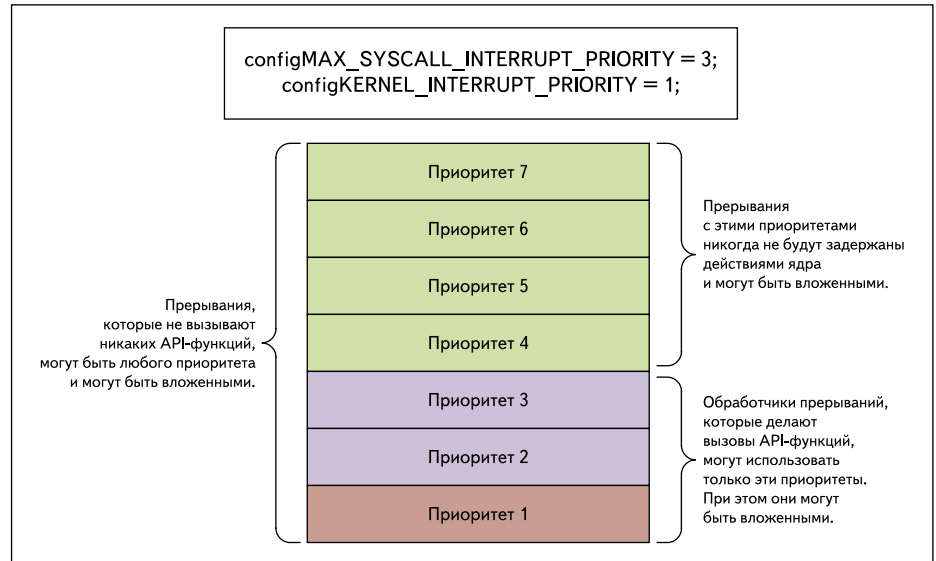 configMAX_SYSCALL_INTERRUPT_PRIORITY = 3;
configKERNEL_INTERRUPT_PRIORITY = 1;
Приоритет 7
Приоритет 6
Приоритет 5
Приоритет 4
Приоритет 3
Приоритет 2
Приоритет 1
Прерывания,
которые не вызывают
никаких API-функций,
могут быть любого приоритета
и могут быть вложенными.
Прерывания
с этими приоритетами
никогда не будут задержаны
действиями ядра
и могут быть вложенными.
Обработчики прерываний,
которые делают
вызовы API-функций,
могут использовать
только эти приоритеты.
При этом они могут
быть вложенными.